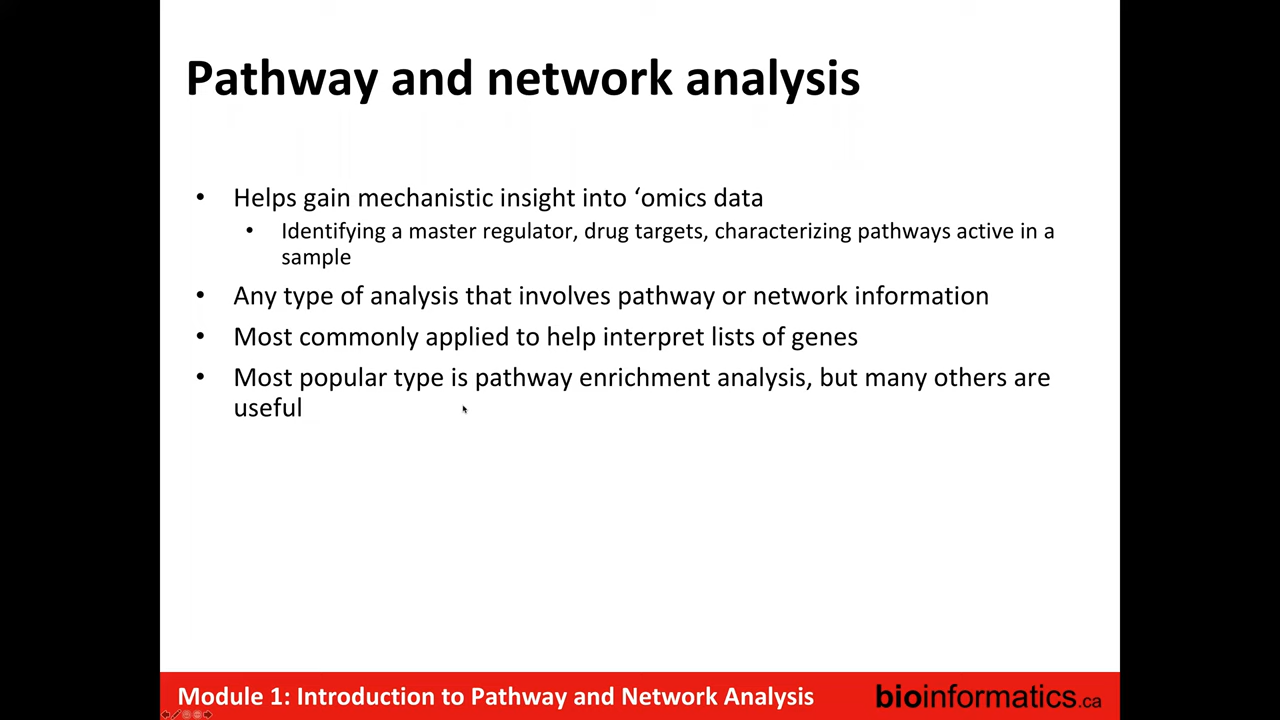 Pathway and network analysis
• Helps gain mechanistic insight into ‘omics data
• Identifying a master regulator, drug targets, characterizing pathways active in a
sample
• Any type of analysis that involves pathway or network information
• Most commonly applied to help interpret lists of genes
• Most popular type is pathway enrichment analysis, but many others are
useful
Module 1: Introduction to Pathway and Network Analysis
bioinformatics.ca